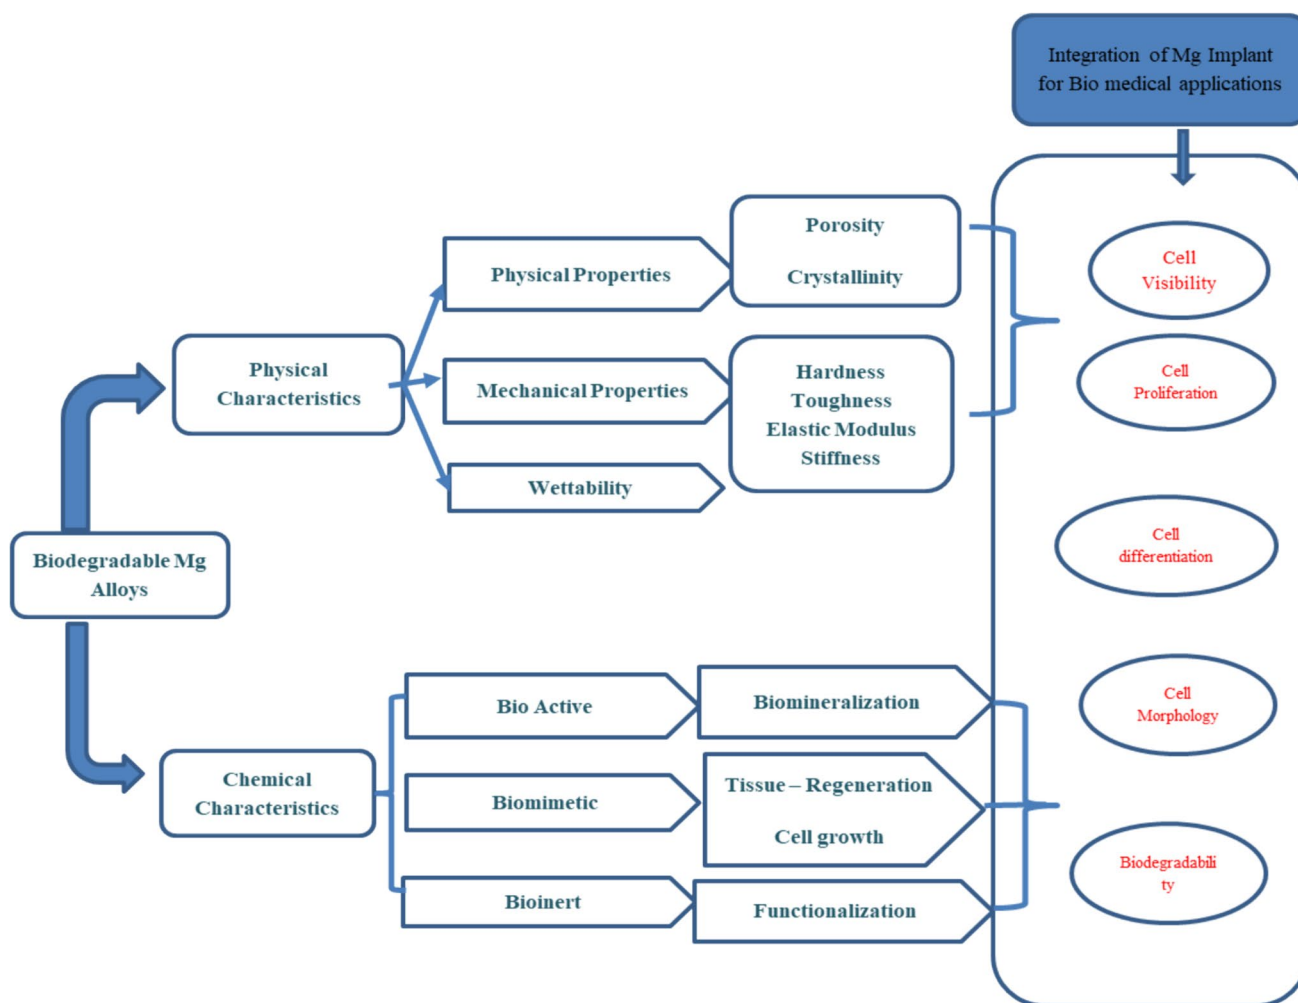 Integration of Mg Implant
for Bio medical applications
Porosity
Crystallinity
Physical Properties
Cell
Visibility
Physical
Characteristics
Mechanical Properties
Hardness
Toughness
Elastic Modulus
Stiffness
Cell
Proliferation
Wettability
Biodegradable Mg
Alloys
Cell
differentiation
Bio Active
Biomineralization
Cell
Morphology
Chemical
Characteristics
Biomimetic
Tissue – Regeneration
Cell growth
Bioinert
Functionalization
Biodegradabili
ty